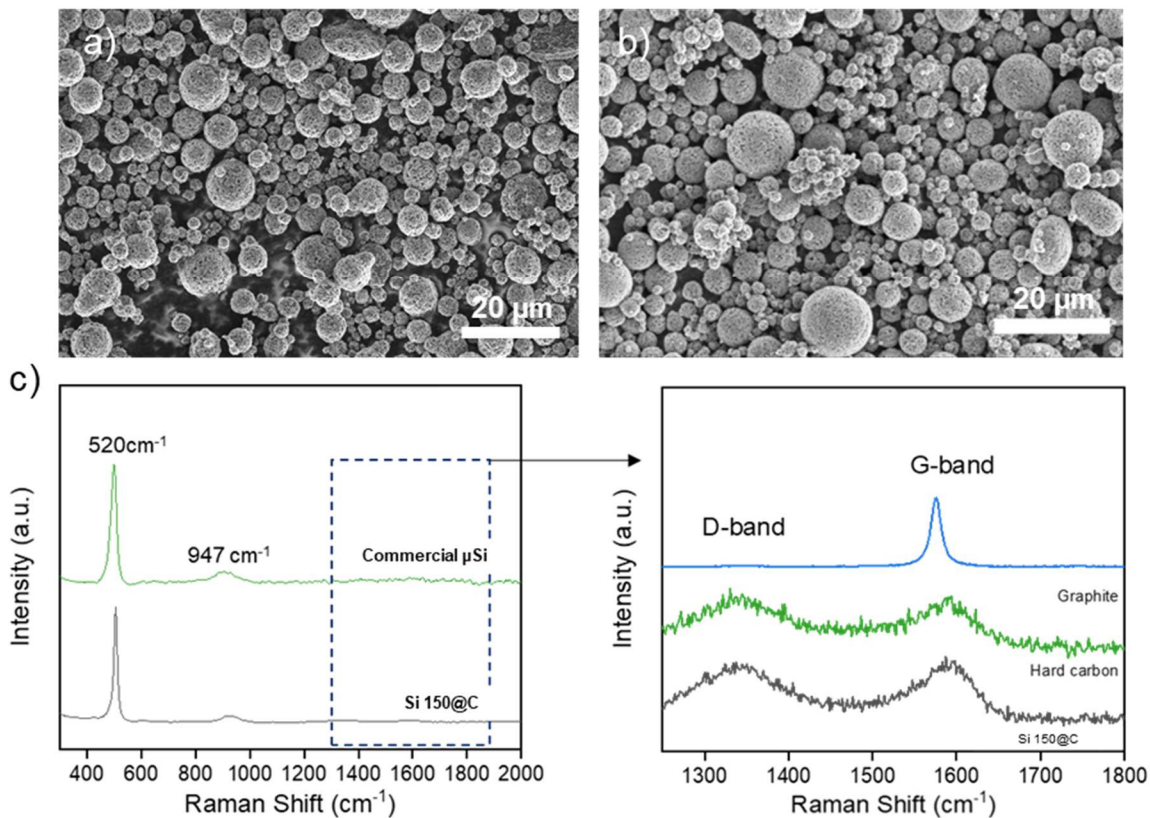 a)
20 µm
b)
20 µm
c)
520cm⁻¹
947 cm⁻¹
Commercial µSi
Si 150@C
Intensity (a.u.)
400 600 800 1000 1200 1400 1600 1800 2000
Raman Shift (cm⁻¹)
G-band
D-band
Graphite
Hard carbon
Si 150@C
Intensity (a.u.)
1300 1400 1500 1600 1700 1800
Raman Shift (cm⁻¹)